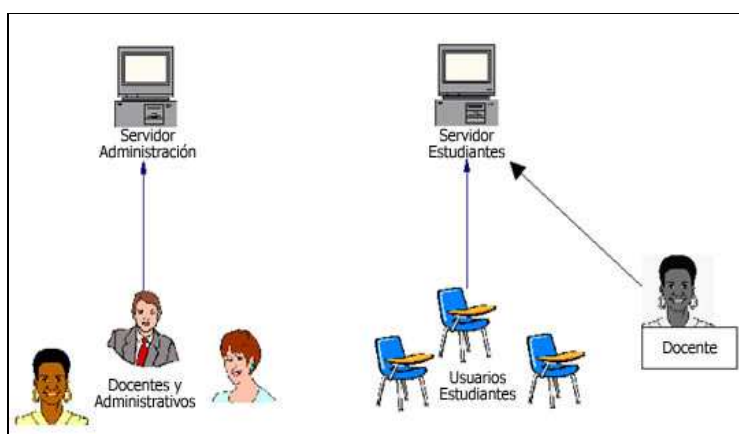 Servidor
Administración
Servidor
Estudiantes
Docentes y
Administrativos
Usuarios
Estudiantes
Docente